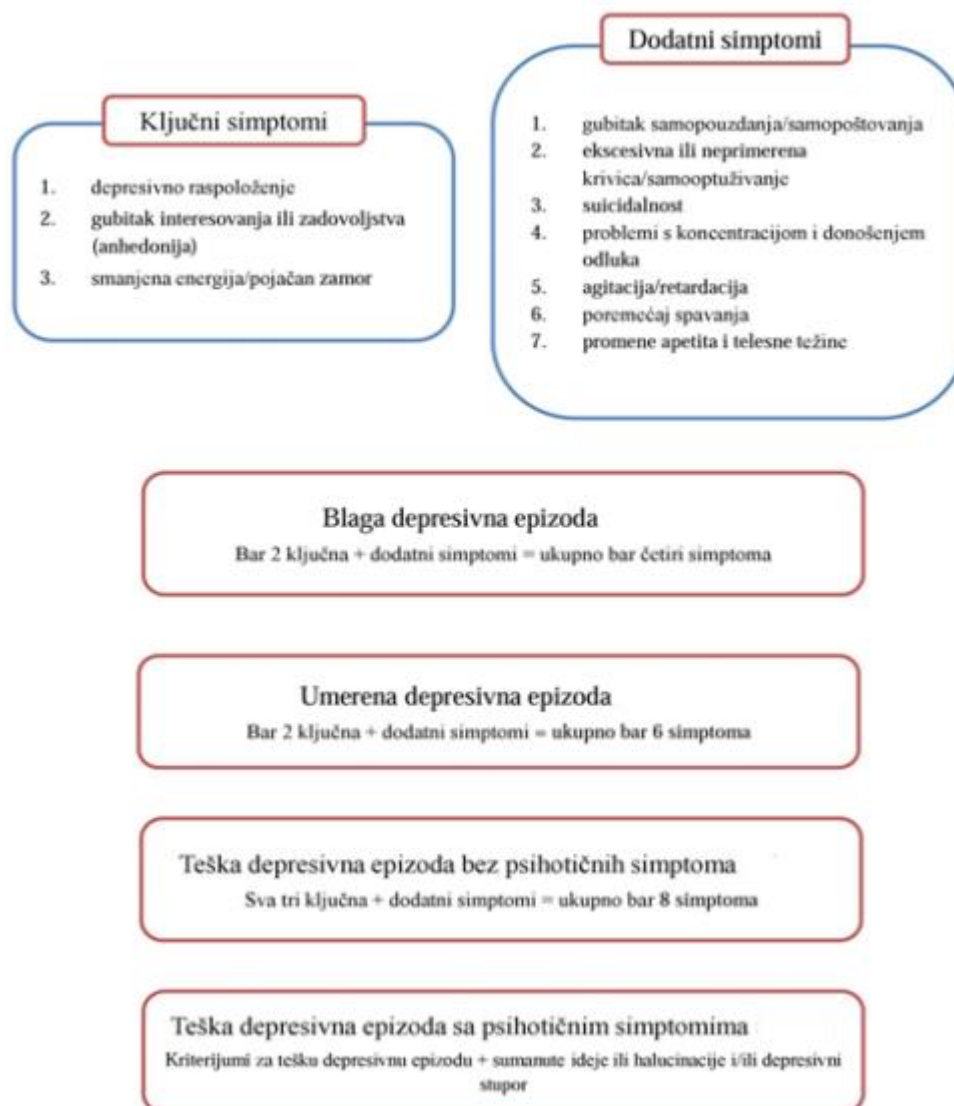 Ključni simptomi
1. depresivno raspoloženje
2. gubitak interesovanja ili zadovoljstva
(anhedonija)
3. smanjena energija/pojačan zamor
Dodatni simptomi
1. gubitak samopouzdanja/samopoštovanja
2. ekscesivna ili neprimerena
krivica/samooptuživanje
3. suicidalnost
4. problemi s koncentracijom i donošenjem
odluka
5. agitacija/retardacija
6. poremećaj spavanja
7. promene apetita i telesne težine
Blaga depresivna epizoda
Bar 2 ključna + dodatni simptomi = ukupno bar četiri simptoma
Umerena depresivna epizoda
Bar 2 ključna + dodatni simptomi = ukupno bar 6 simptoma
Teška depresivna epizoda bez psihotičnih simptoma
Sva tri ključna + dodatni simptomi = ukupno bar 8 simptoma
Teška depresivna epizoda sa psihotičnim simptomima
Kriterijumi za tešku depresivnu epizodu + sumanute ideje ili halucinacije i/ili depresivni
stupor